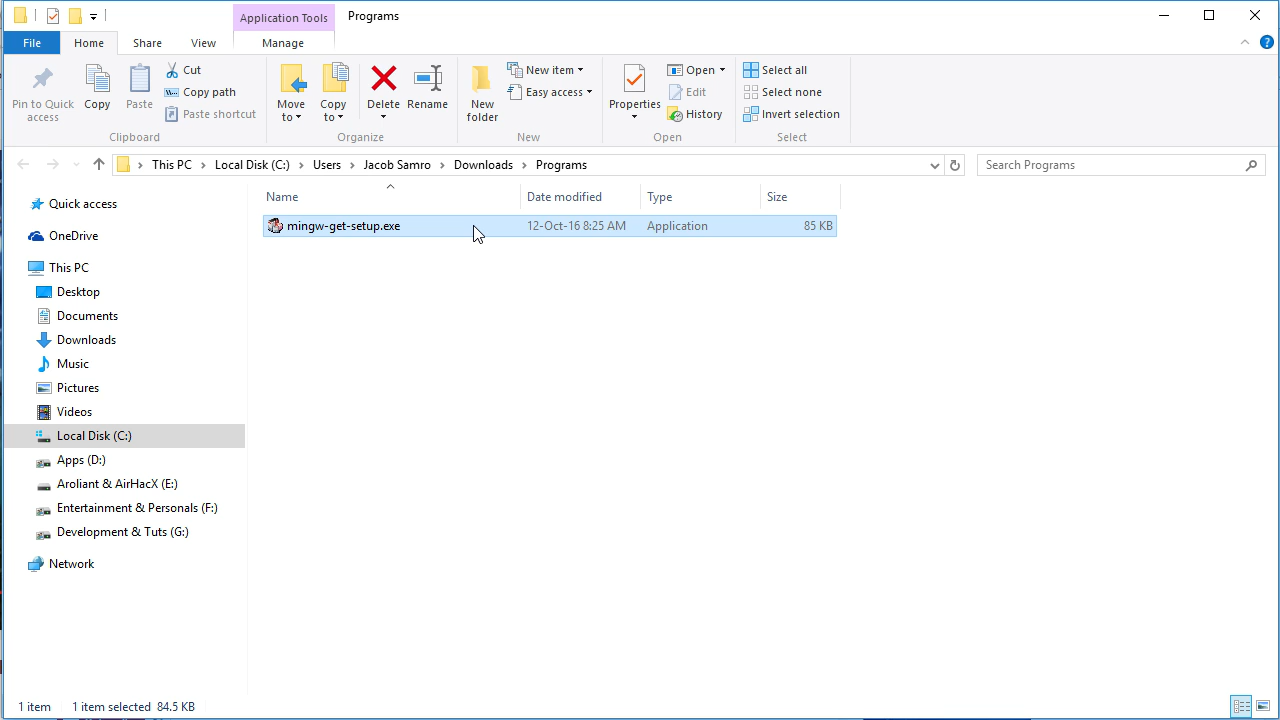 Application Tools
Programs
File
Home
Share
View
Manage
Pin to Quick access
Copy
Paste
Cut
Copy path
Paste shortcut
Clipboard
Move to
Copy to
Delete
Rename
Organize
New folder
New item
Easy access
New
Properties
Open
Edit
History
Open
Select all
Select none
Invert selection
Select
This PC > Local Disk (C:) > Users > Jacob Samro > Downloads > Programs
Search Programs
Name
Date modified
Type
Size
mingw-get-setup.exe
12-Oct-16 8:25 AM
Application
85 KB
Quick access
OneDrive
This PC
Desktop
Documents
Downloads
Music
Pictures
Videos
Local Disk (C:)
Apps (D:)
Aroliant & AirHacX (E:)
Entertainment & Personals (F:)
Development & Tuts (G:)
Network
1 item
1 item selected 84.5 KB